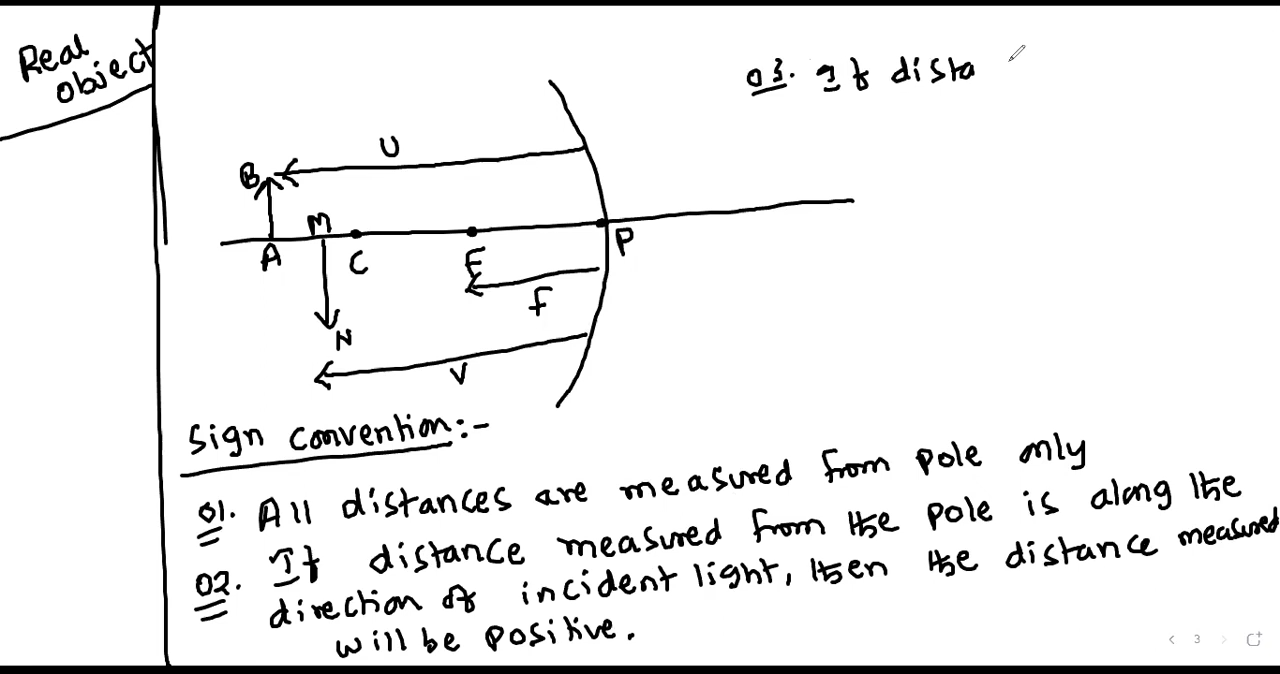 Real
object
03. If dista
U
B
M
A
C
F
P
f
N
V
Sign convention:-
01. All distances are measured from pole only
02. If distance measured from the pole is along the
direction of incident light, then the distance measured
will be positive.
3